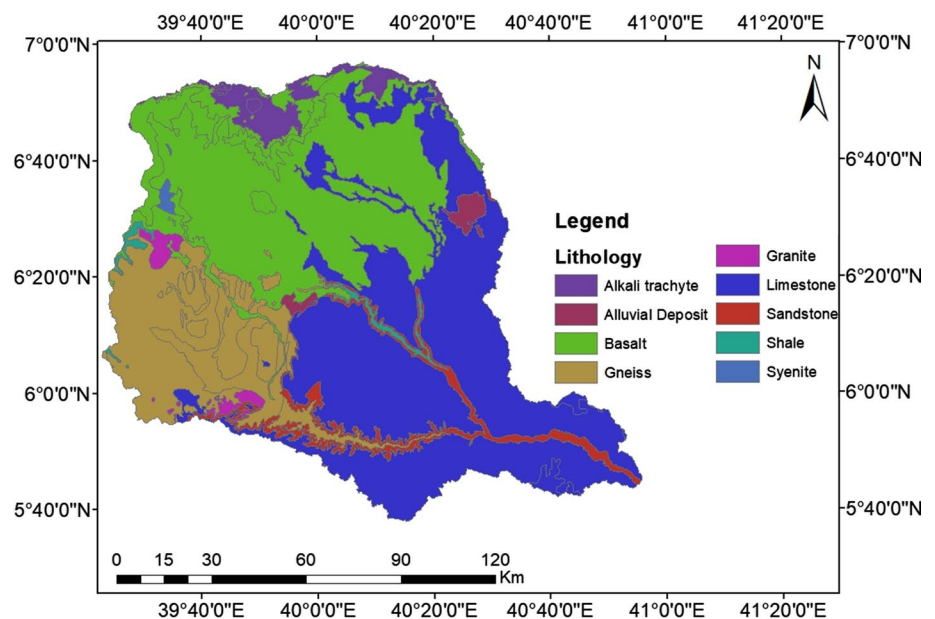 39°40'0"E 40°0'0"E 40°20'0"E 40°40'0"E 41°0'0"E 41°20'0"E
7°0'0"N 7°0'0"N
N
6°40'0"N 6°40'0"N
Legend
Lithology
Alkali trachyte
Alluvial Deposit
Basalt
Gneiss
Granite
Limestone
Sandstone
Shale
Syenite
6°20'0"N 6°20'0"N
6°0'0"N 6°0'0"N
5°40'0"N 5°40'0"N
0 15 30 60 90 120
Km
39°40'0"E 40°0'0"E 40°20'0"E 40°40'0"E 41°0'0"E 41°20'0"E